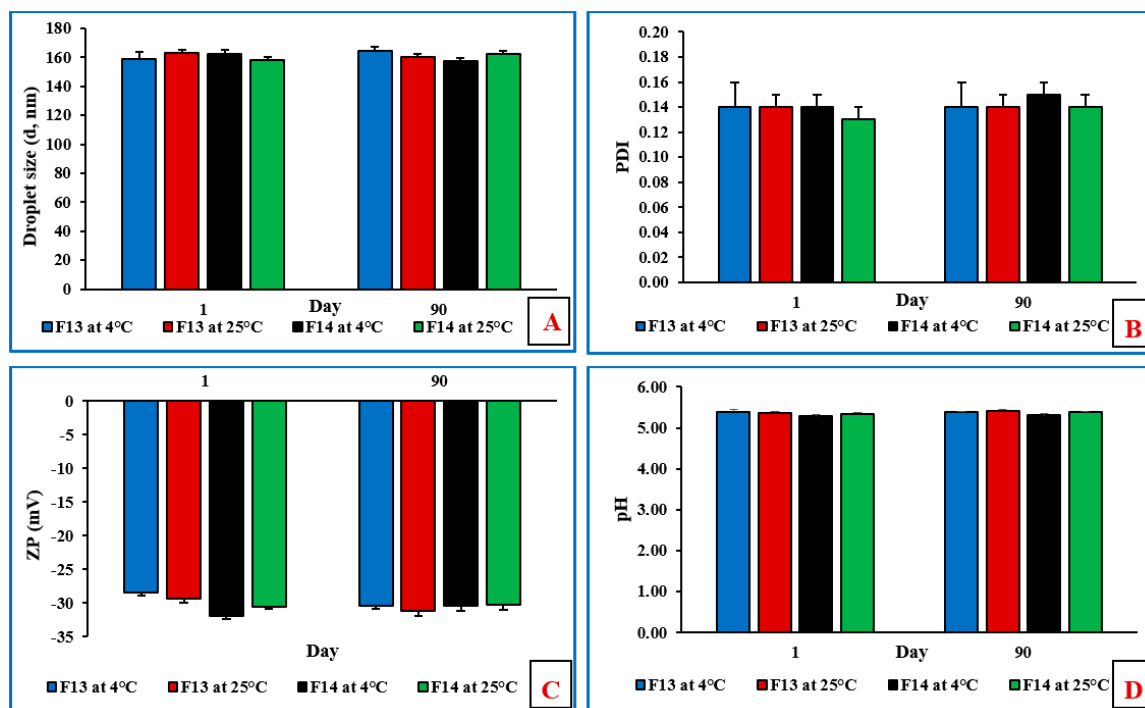 180
160
140
120
100
80
60
40
20
0
Droplet size (d, nm)
1 Day 90
F13 at 4°C F13 at 25°C F14 at 4°C F14 at 25°C
A
0.20
0.18
0.16
0.14
0.12
0.10
0.08
0.06
0.04
0.02
0.00
PDI
1 Day 90
F13 at 4°C F13 at 25°C F14 at 4°C F14 at 25°C
B
1 90
0
-5
-10
-15
-20
-25
-30
-35
ZP (mV)
Day
F13 at 4°C F13 at 25°C F14 at 4°C F14 at 25°C
C
6.00
5.00
4.00
3.00
2.00
1.00
0.00
pH
1 Day 90
F13 at 4°C F13 at 25°C F14 at 4°C F14 at 25°C
D